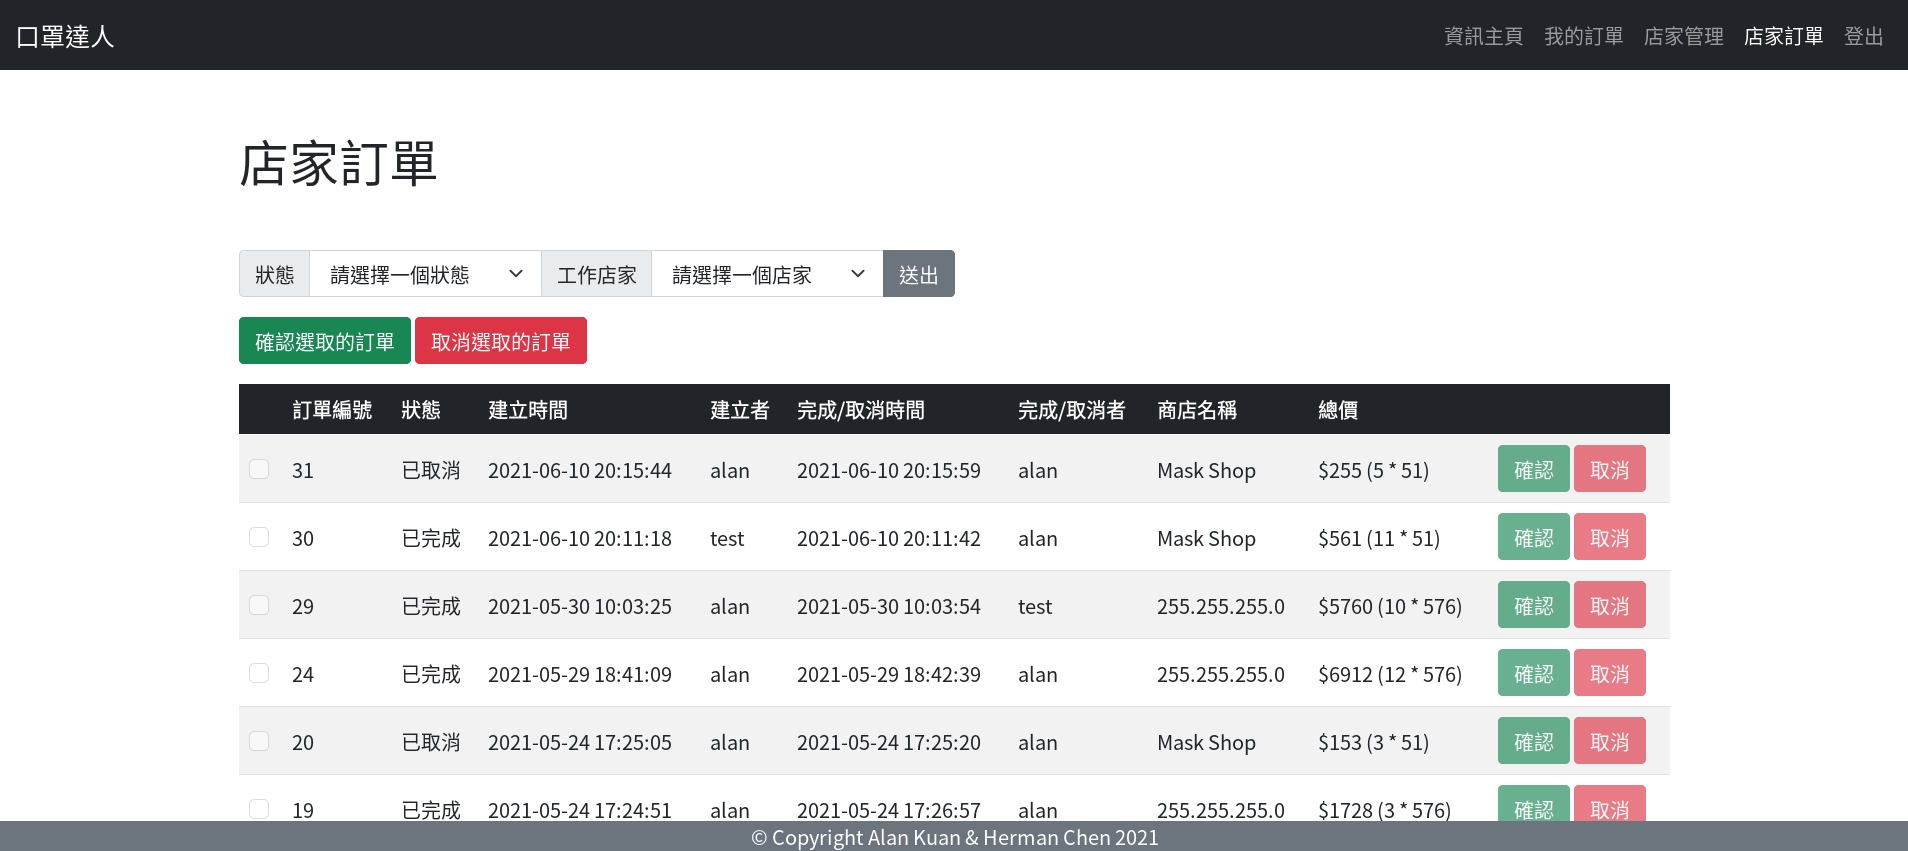 口罩達人 資訊主頁 我的訂單 店家管理 店家訂單 登出
店家訂單
狀態 請選擇一個狀態 工作店家 請選擇一個店家 送出
確認選取的訂單 取消選取的訂單
訂單編號 狀態 建立時間 建立者 完成/取消時間 完成/取消者 商店名稱 總價
31 已取消 2021-06-10 20:15:44 alan 2021-06-10 20:15:59 alan Mask Shop $255 (5 * 51) 確認 取消
30 已完成 2021-06-10 20:11:18 test 2021-06-10 20:11:42 alan Mask Shop $561 (11 * 51) 確認 取消
29 已完成 2021-05-30 10:03:25 alan 2021-05-30 10:03:54 test 255.255.255.0 $5760 (10 * 576) 確認 取消
24 已完成 2021-05-29 18:41:09 alan 2021-05-29 18:42:39 alan 255.255.255.0 $6912 (12 * 576) 確認 取消
20 已取消 2021-05-24 17:25:05 alan 2021-05-24 17:25:20 alan Mask Shop $153 (3 * 51) 確認 取消
19 已完成 2021-05-24 17:24:51 alan 2021-05-24 17:26:57 alan 255.255.255.0 $1728 (3 * 576) 確認 取消
© Copyright Alan Kuan & Herman Chen 2021